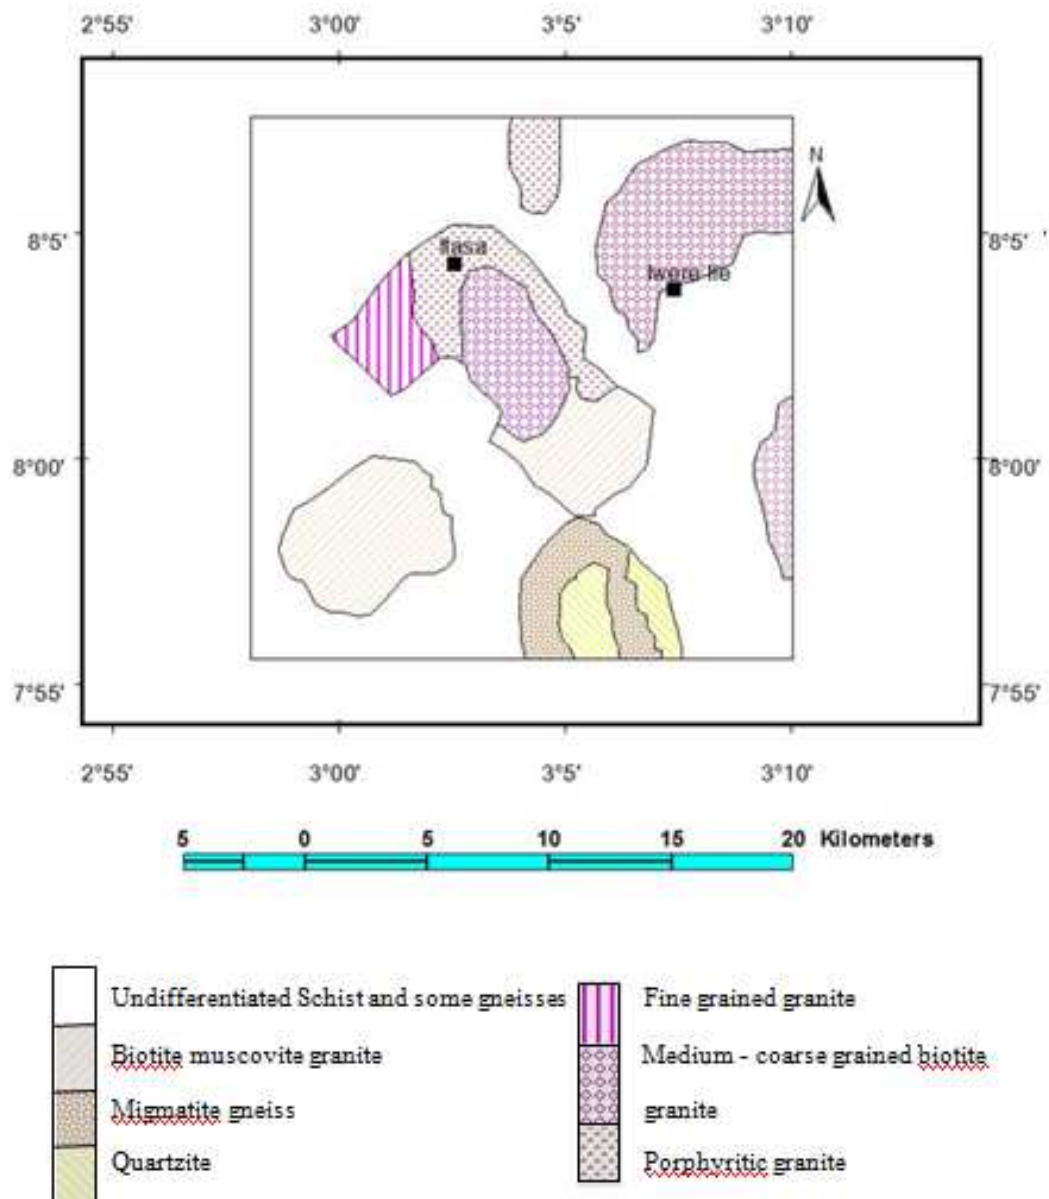 2°55' 3°00' 3°5' 3°10'
N
8°5' 8°5'
Itasa
Iwere Ile
8°00' 8°00'
7°55' 7°55'
2°55' 3°00' 3°5' 3°10'
5 0 5 10 15 20 Kilometers
Undifferentiated Schist and some gneisses
Biotite muscovite granite
Migmatite gneiss
Quartzite
Fine grained granite
Medium - coarse grained biotite
granite
Porphyritic granite